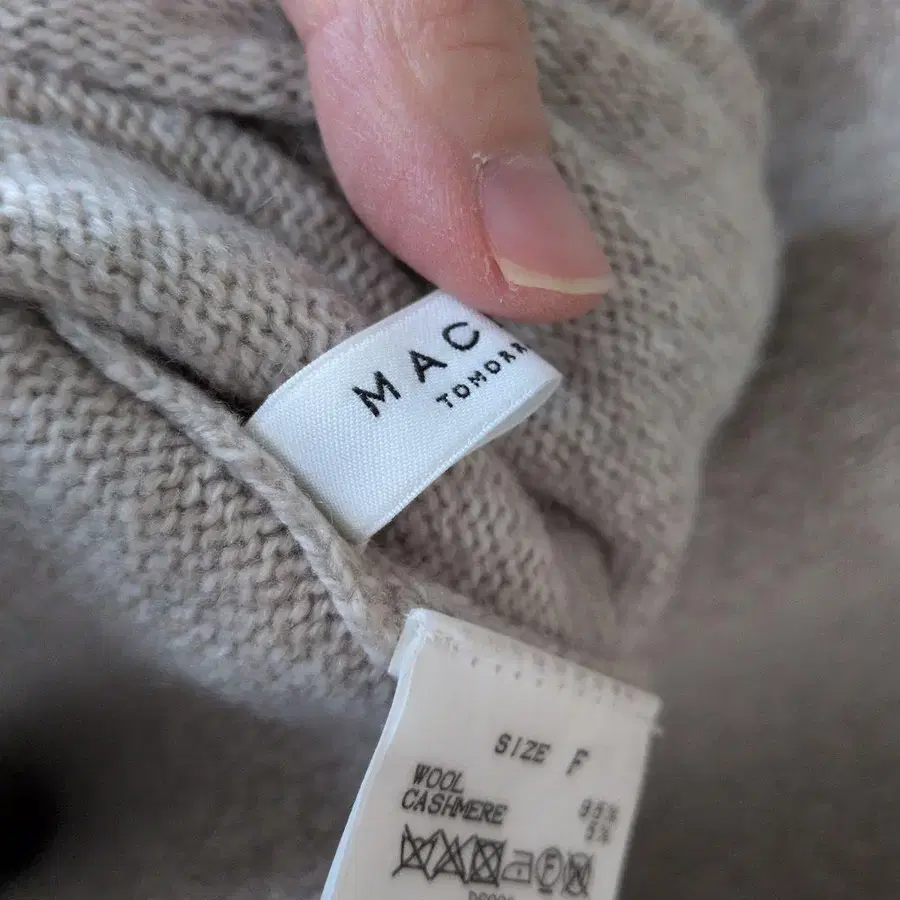 MAC
TOMORR
SIZE F
WOOL 95%
CASHMERE 5%